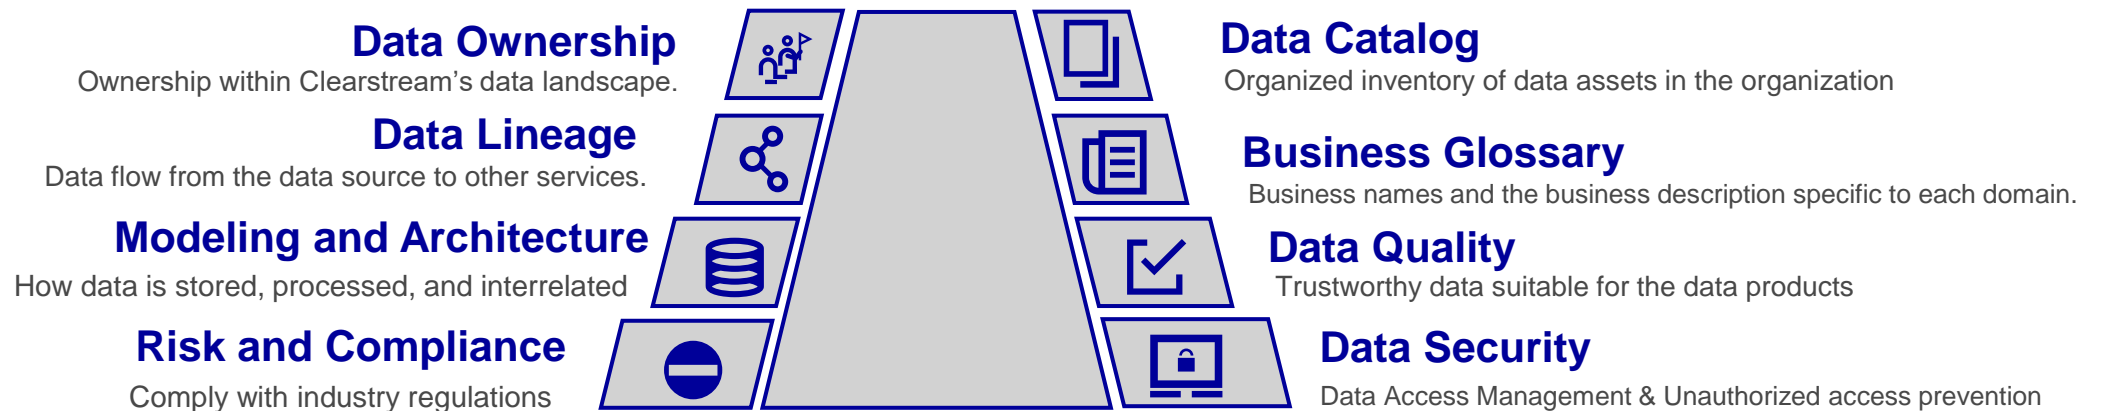 Data Ownership
Ownership within Clearstream's data landscape.
Data Lineage
Data flow from the data source to other services.
Modeling and Architecture
How data is stored, processed, and interrelated
Risk and Compliance
Comply with industry regulations
Data Catalog
Organized inventory of data assets in the organization
Business Glossary
Business names and the business description specific to each domain.
Data Quality
Trustworthy data suitable for the data products
Data Security
Data Access Management & Unauthorized access prevention